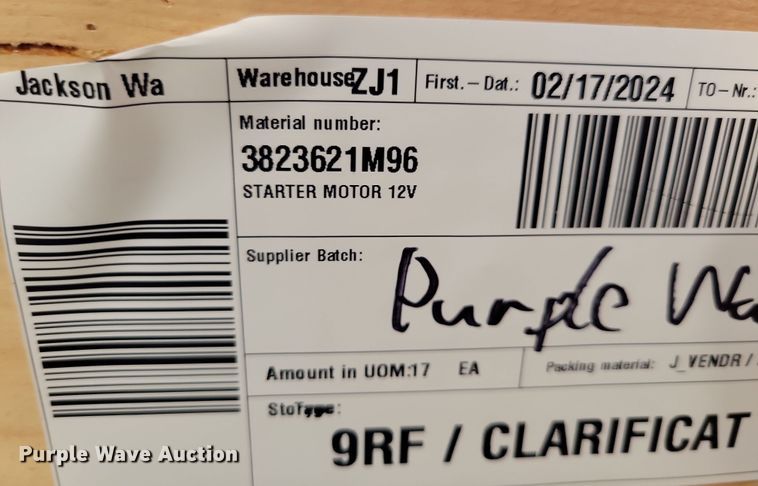 Jackson Wa
Warehouse ZJ1
First.-Dat.: 02/17/2024
TO-Nr.:
Material number:
3823621M96
STARTER MOTOR 12V
Supplier Batch:
Purple Wa
Amount in UOM:17 EA
Packing material: J_VENDR /
9RF / CLARIFICAT
Purple Wave Auction